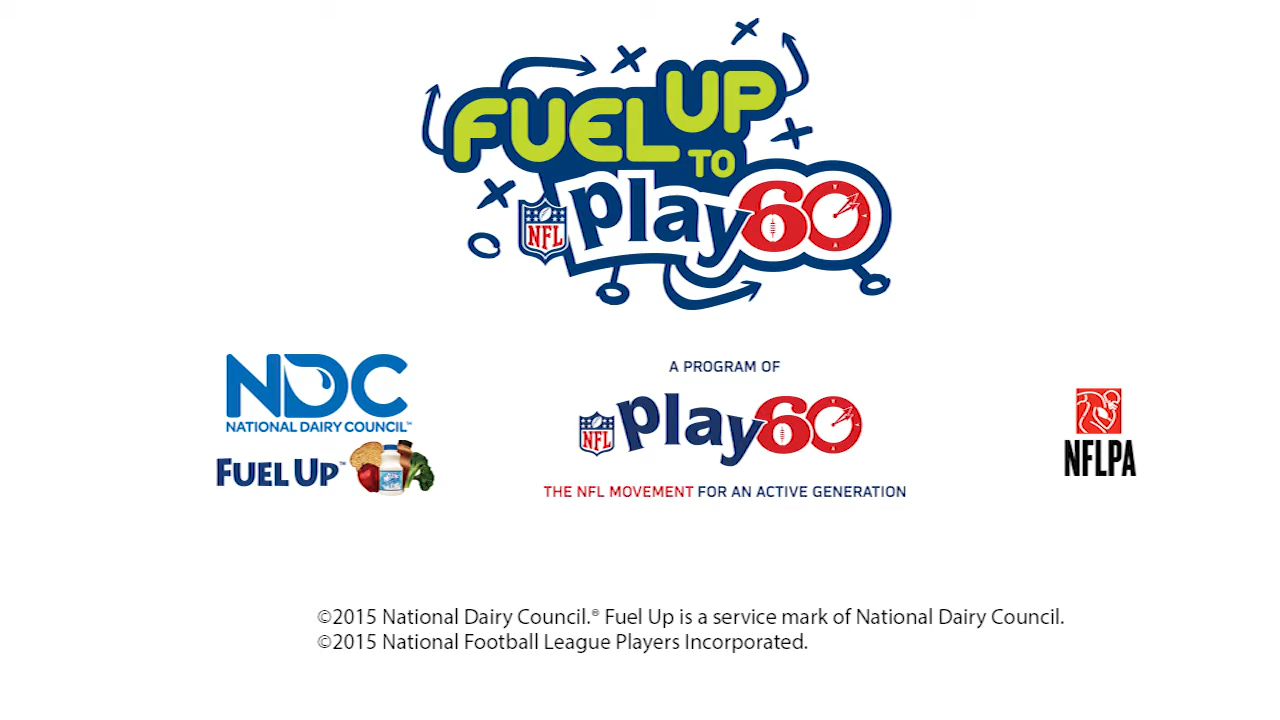 FUEL UP
TO
NFL play60
NDC
NATIONAL DAIRY COUNCIL™
FUEL UP™
A PROGRAM OF
NFL play60
THE NFL MOVEMENT FOR AN ACTIVE GENERATION
NFLPA
©2015 National Dairy Council.® Fuel Up is a service mark of National Dairy Council.
©2015 National Football League Players Incorporated.